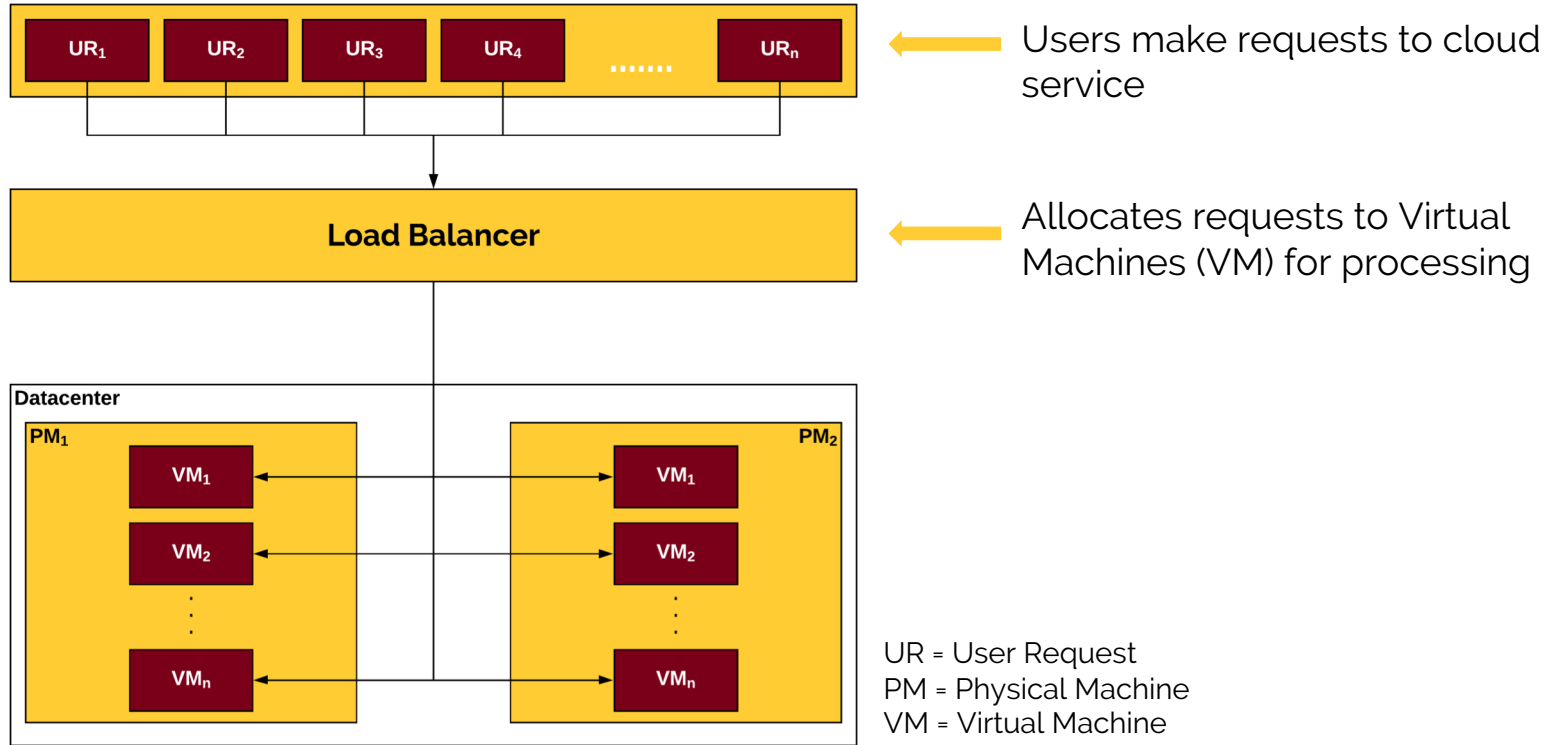 UR₁ UR₂ UR₃ UR₄ ....... URₙ
Users make requests to cloud
service
Load Balancer
Allocates requests to Virtual
Machines (VM) for processing
Datacenter
PM₁
PM₂
VM₁ VM₁
VM₂ VM₂
VMₙ VMₙ
UR = User Request
PM = Physical Machine
VM = Virtual Machine